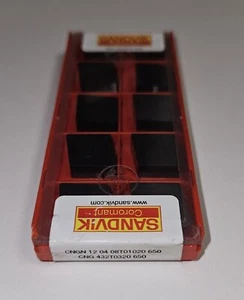 SANDVIK
Coromant
www.sandvik.com
SANDVIK
Coromant
CNGN 12 04 08T01020 650
CNG 432T0320 650